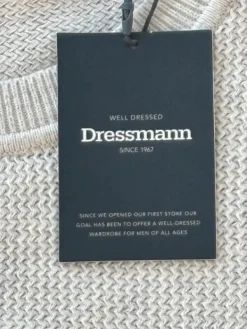 WELL DRESSED
Dressmann
SINCE 1967
SINCE WE OPENED OUR FIRST STORE OUR
GOAL HAS BEEN TO OFFER A WELL-DRESSED
WARDROBE FOR MEN OF ALL AGES